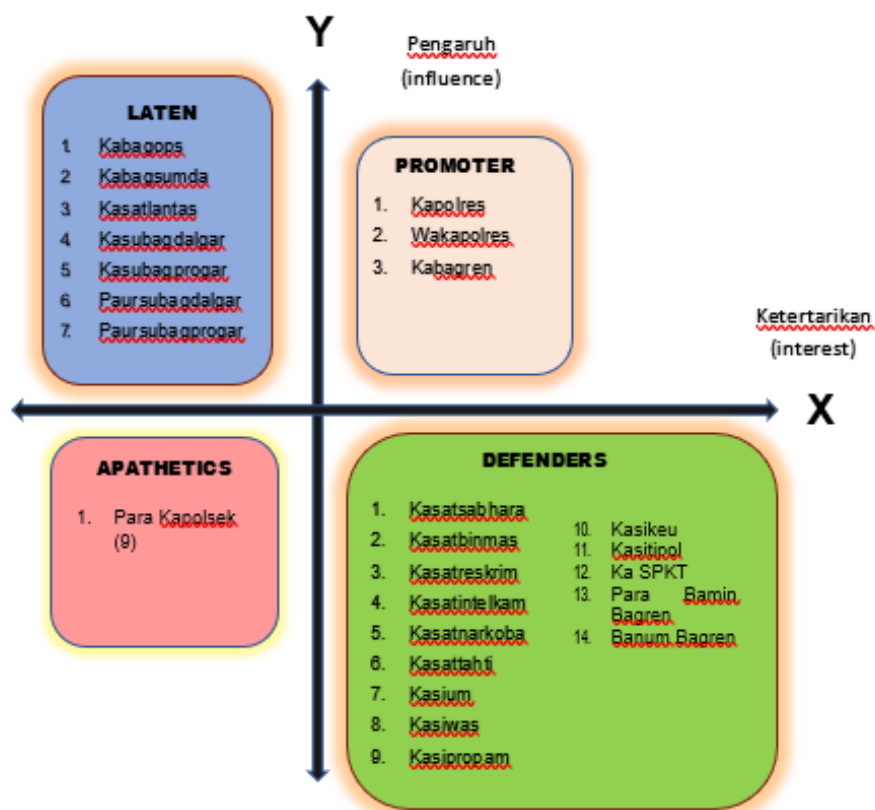 Y
Pengaruh
(influence)
LATEN
1. Kabagops
2. Kabagsumda
3. Kasatlantas
4. Kasubagdalgar
5. Kasubagprogar
6. Paursubagdalgar
7. Paursubagprogar
PROMOTER
1. Kapolres
2. Wakapolres
3. Kabagren
Ketertarikan
(interest)
X
APATHETICS
1. Para Kapolsek
(9)
DEFENDERS
1. Kasatsabhara
2. Kasatbinmas
3. Kasatreskrim
4. Kasatintelkam
5. Kasatnarkoba
6. Kasattahti
7. Kasium
8. Kasiwas
9. Kasipropam
10. Kasikeu
11. Kasitipol
12. Ka SPKT
13. Para Bamin
Bagren
14. Banum Bagren